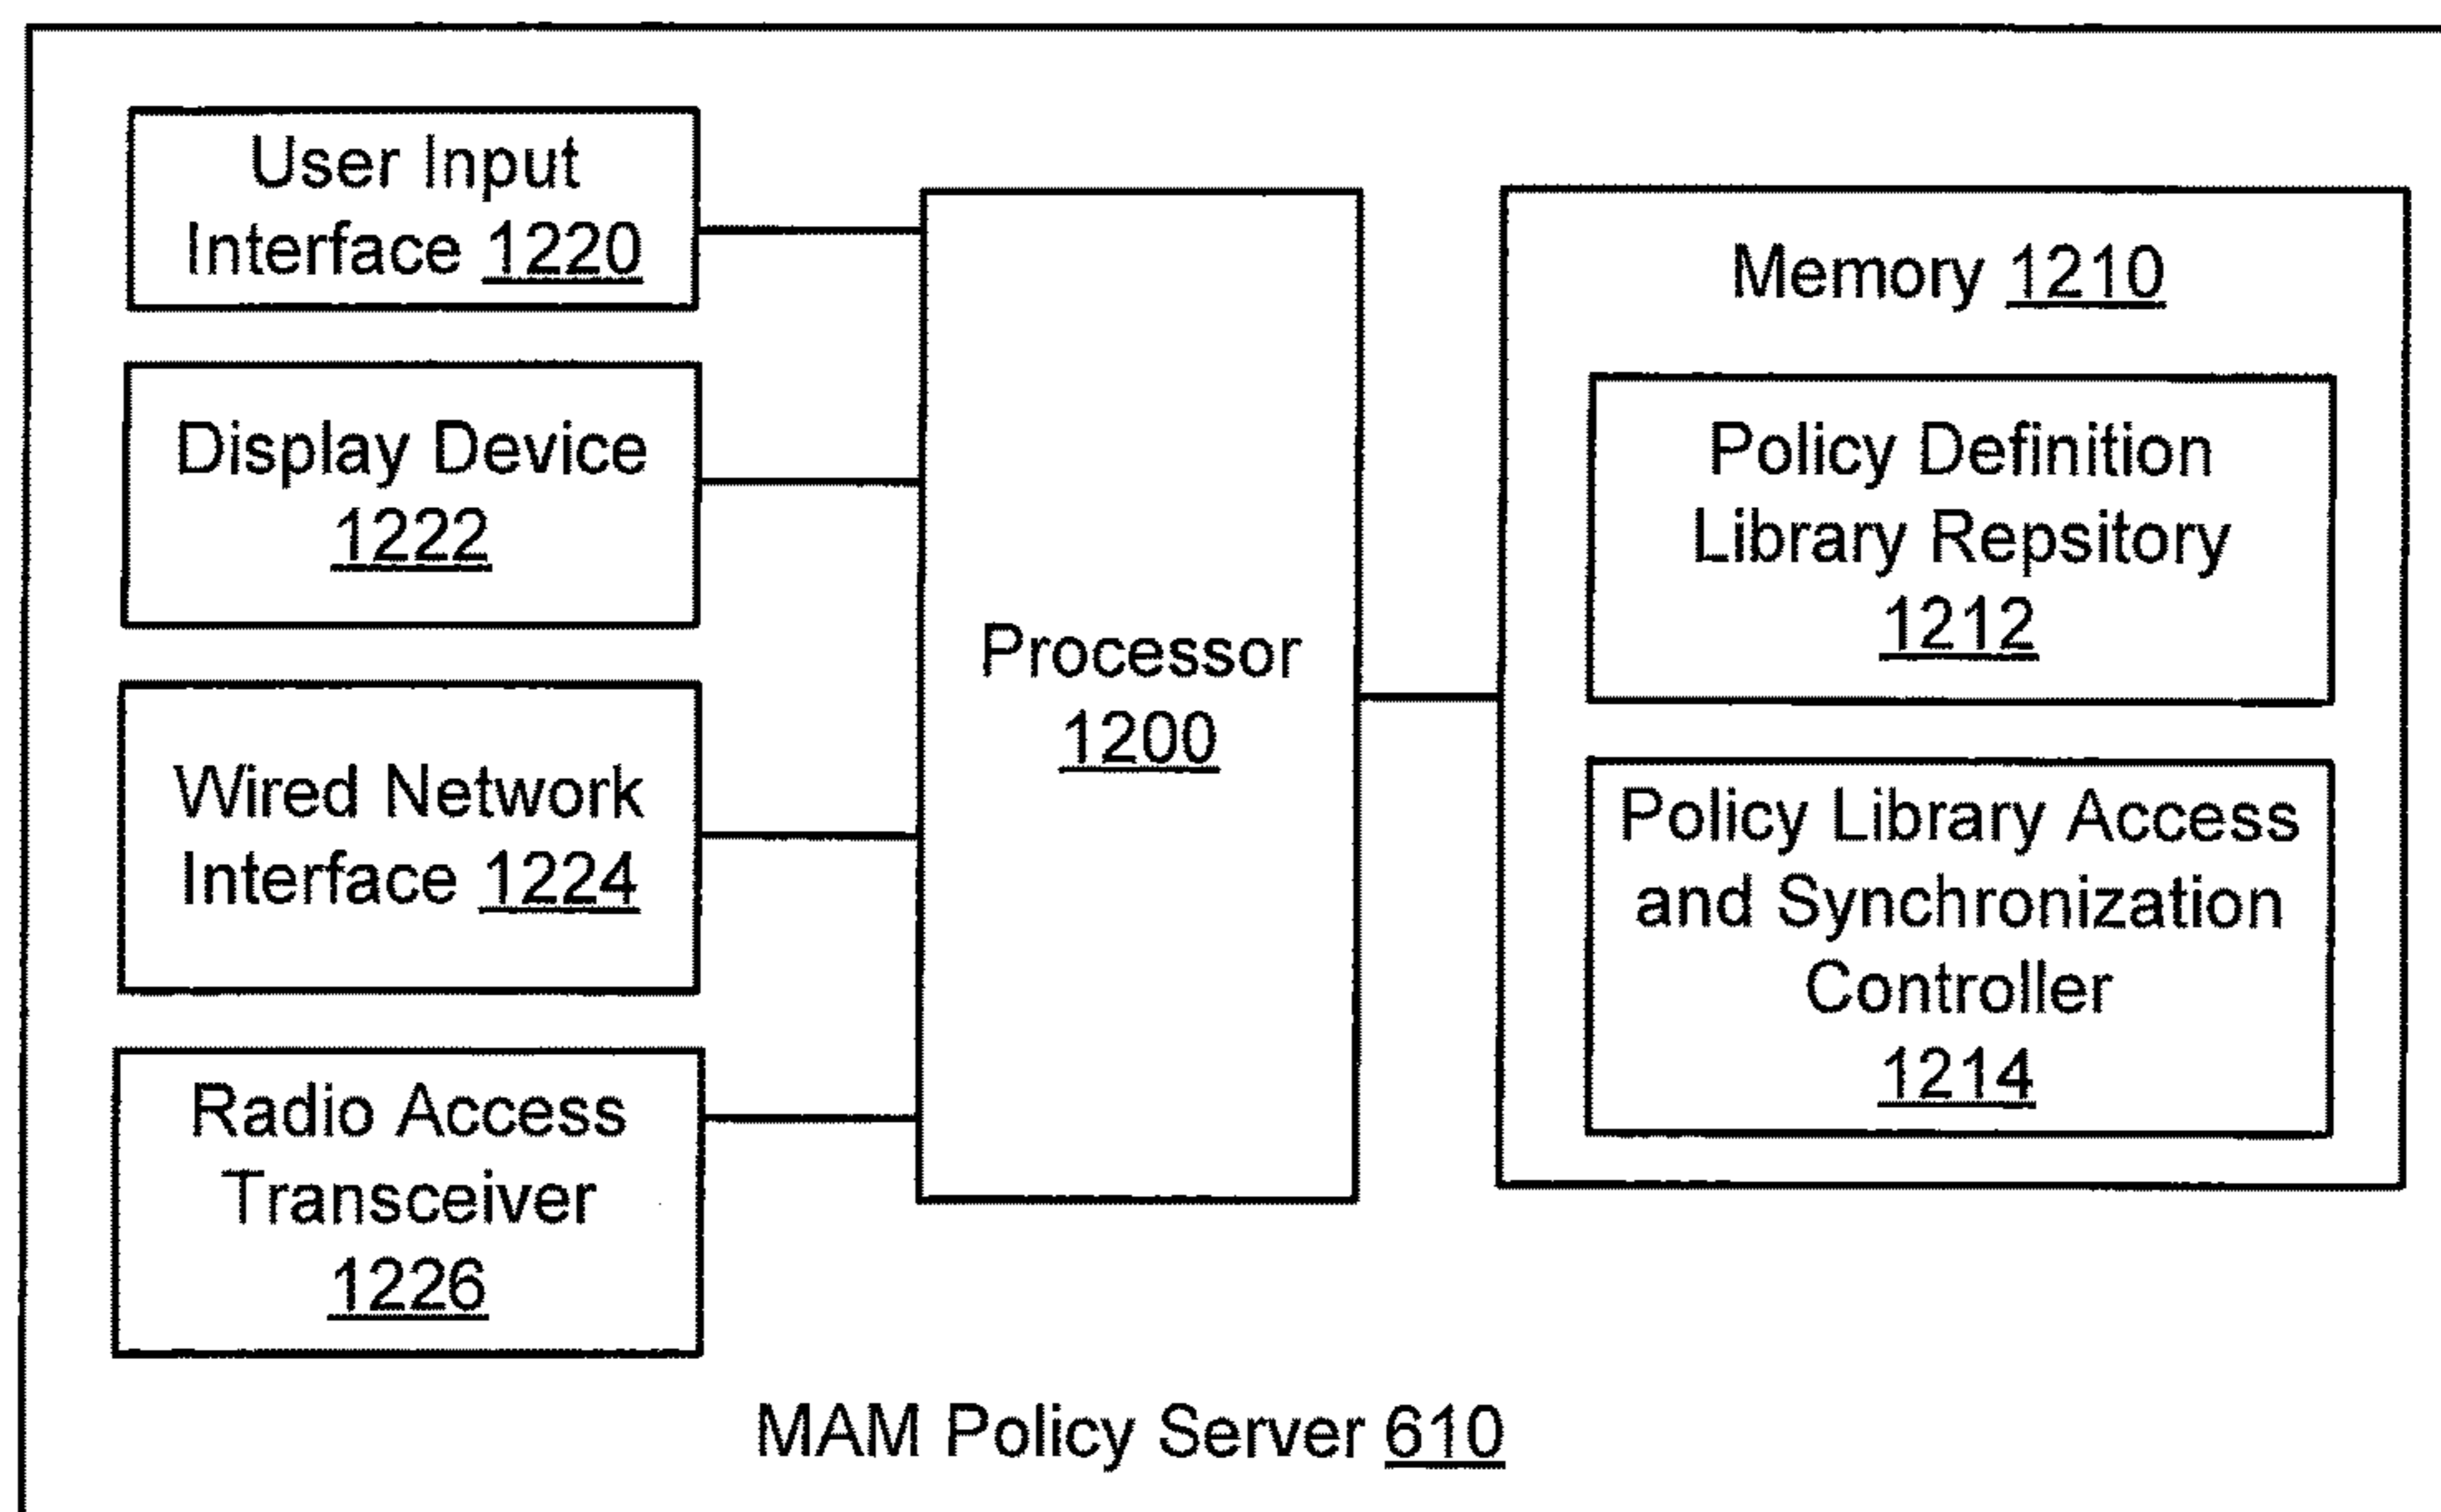 User Input
Interface 1220
Display Device
1222
Wired Network
Interface 1224
Radio Access
Transceiver
1226
Processor
1200
Memory 1210
Policy Definition
Library Repsitory
1212
Policy Library Access
and Synchronization
Controller
1214
MAM Policy Server 610